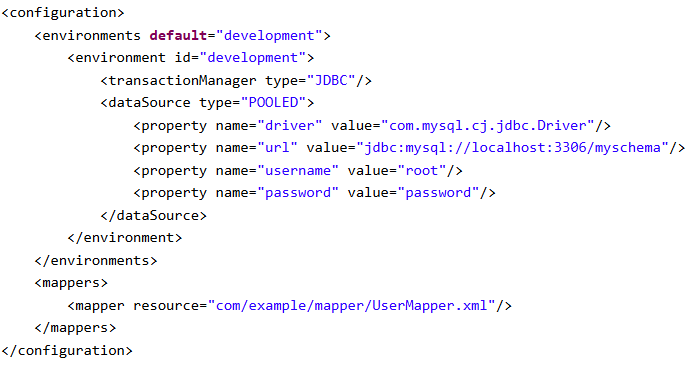 <configuration>
    <environments default="development">
        <environment id="development">
            <transactionManager type="JDBC"/>
            <dataSource type="POOLED">
                <property name="driver" value="com.mysql.cj.jdbc.Driver"/>
                <property name="url" value="jdbc:mysql://localhost:3306/myschema"/>
                <property name="username" value="root"/>
                <property name="password" value="password"/>
            </dataSource>
        </environment>
    </environments>
    <mappers>
        <mapper resource="com/example/mapper/UserMapper.xml"/>
    </mappers>
</configuration>